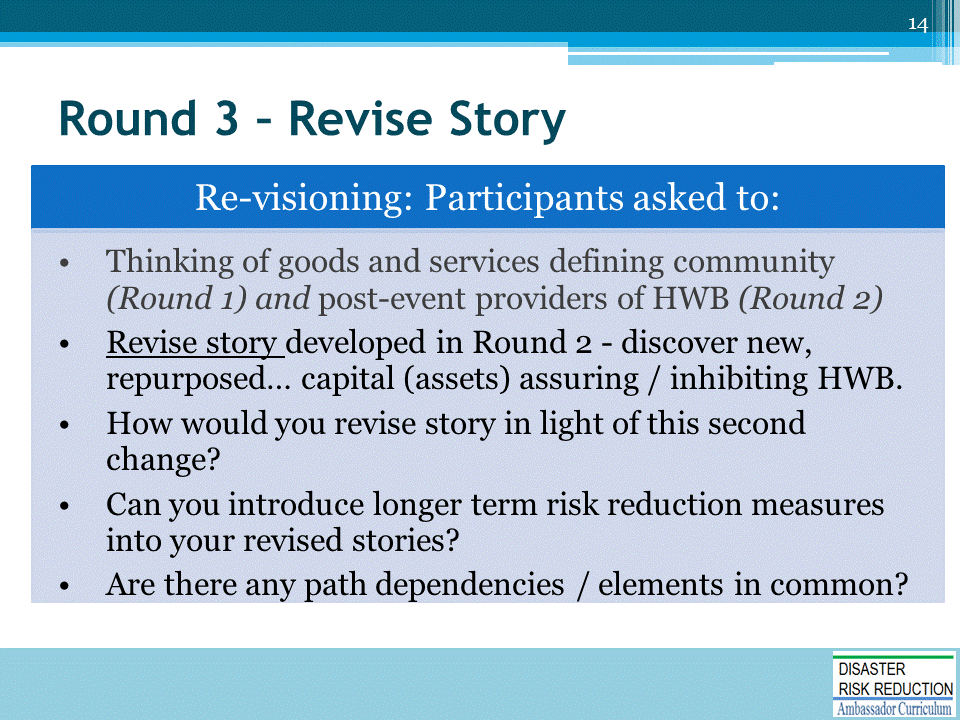 14
Round 3 – Revise Story
Re-visioning: Participants asked to:
• Thinking of goods and services defining community
(Round 1) and post-event providers of HWB (Round 2)
• Revise story developed in Round 2 - discover new,
repurposed… capital (assets) assuring / inhibiting HWB.
• How would you revise story in light of this second
change?
• Can you introduce longer term risk reduction measures
into your revised stories?
• Are there any path dependencies / elements in common?
DISASTER
RISK REDUCTION
Ambassador Curriculum